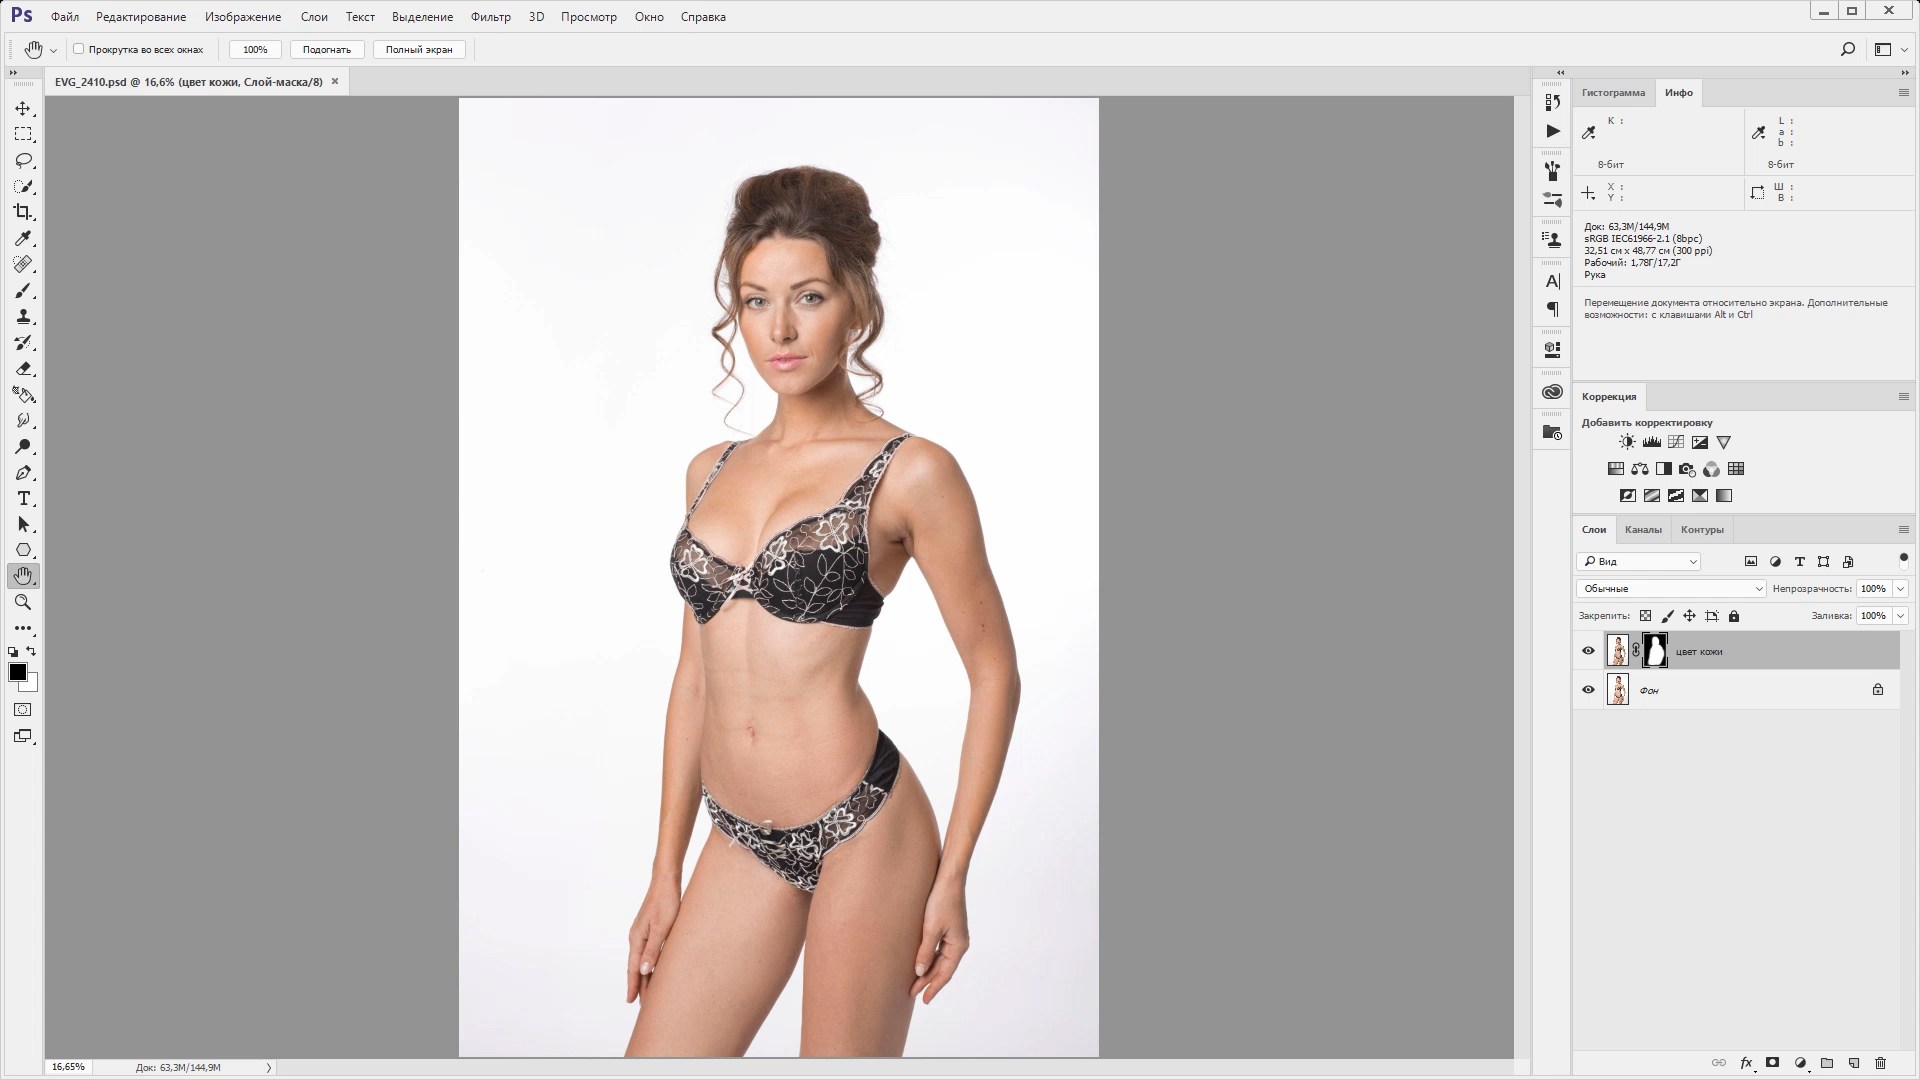 Ps Файл Редактирование Изображение Слои Текст Выделение Фильтр 3D Просмотр Окно Справка
Прокрутка во всех окнах 100% Подогнать Полный экран
EVG_2410.psd @ 16,6% (цвет кожи, Слой-маска/8) ×
Гистограмма Инфо
K : L :
a :
b :
8-бит 8-бит
X : Ш :
Y : В :
Док: 63,3M/144,9M
sRGB IEC61966-2.1 (8bpc)
32,51 см x 48,77 см (300 ppi)
Рабочий: 1,78Г/17,2Г
Рука
Перемещение документа относительно экрана. Дополнительные
возможности: с клавишами Alt и Ctrl
Коррекция
Добавить корректировку
Слои Каналы Контуры
Вид
Обычные Непрозрачность: 100%
Закрепить: Заливка: 100%
цвет кожи
Фон
fx
16,65% Док: 63,3M/144,9M